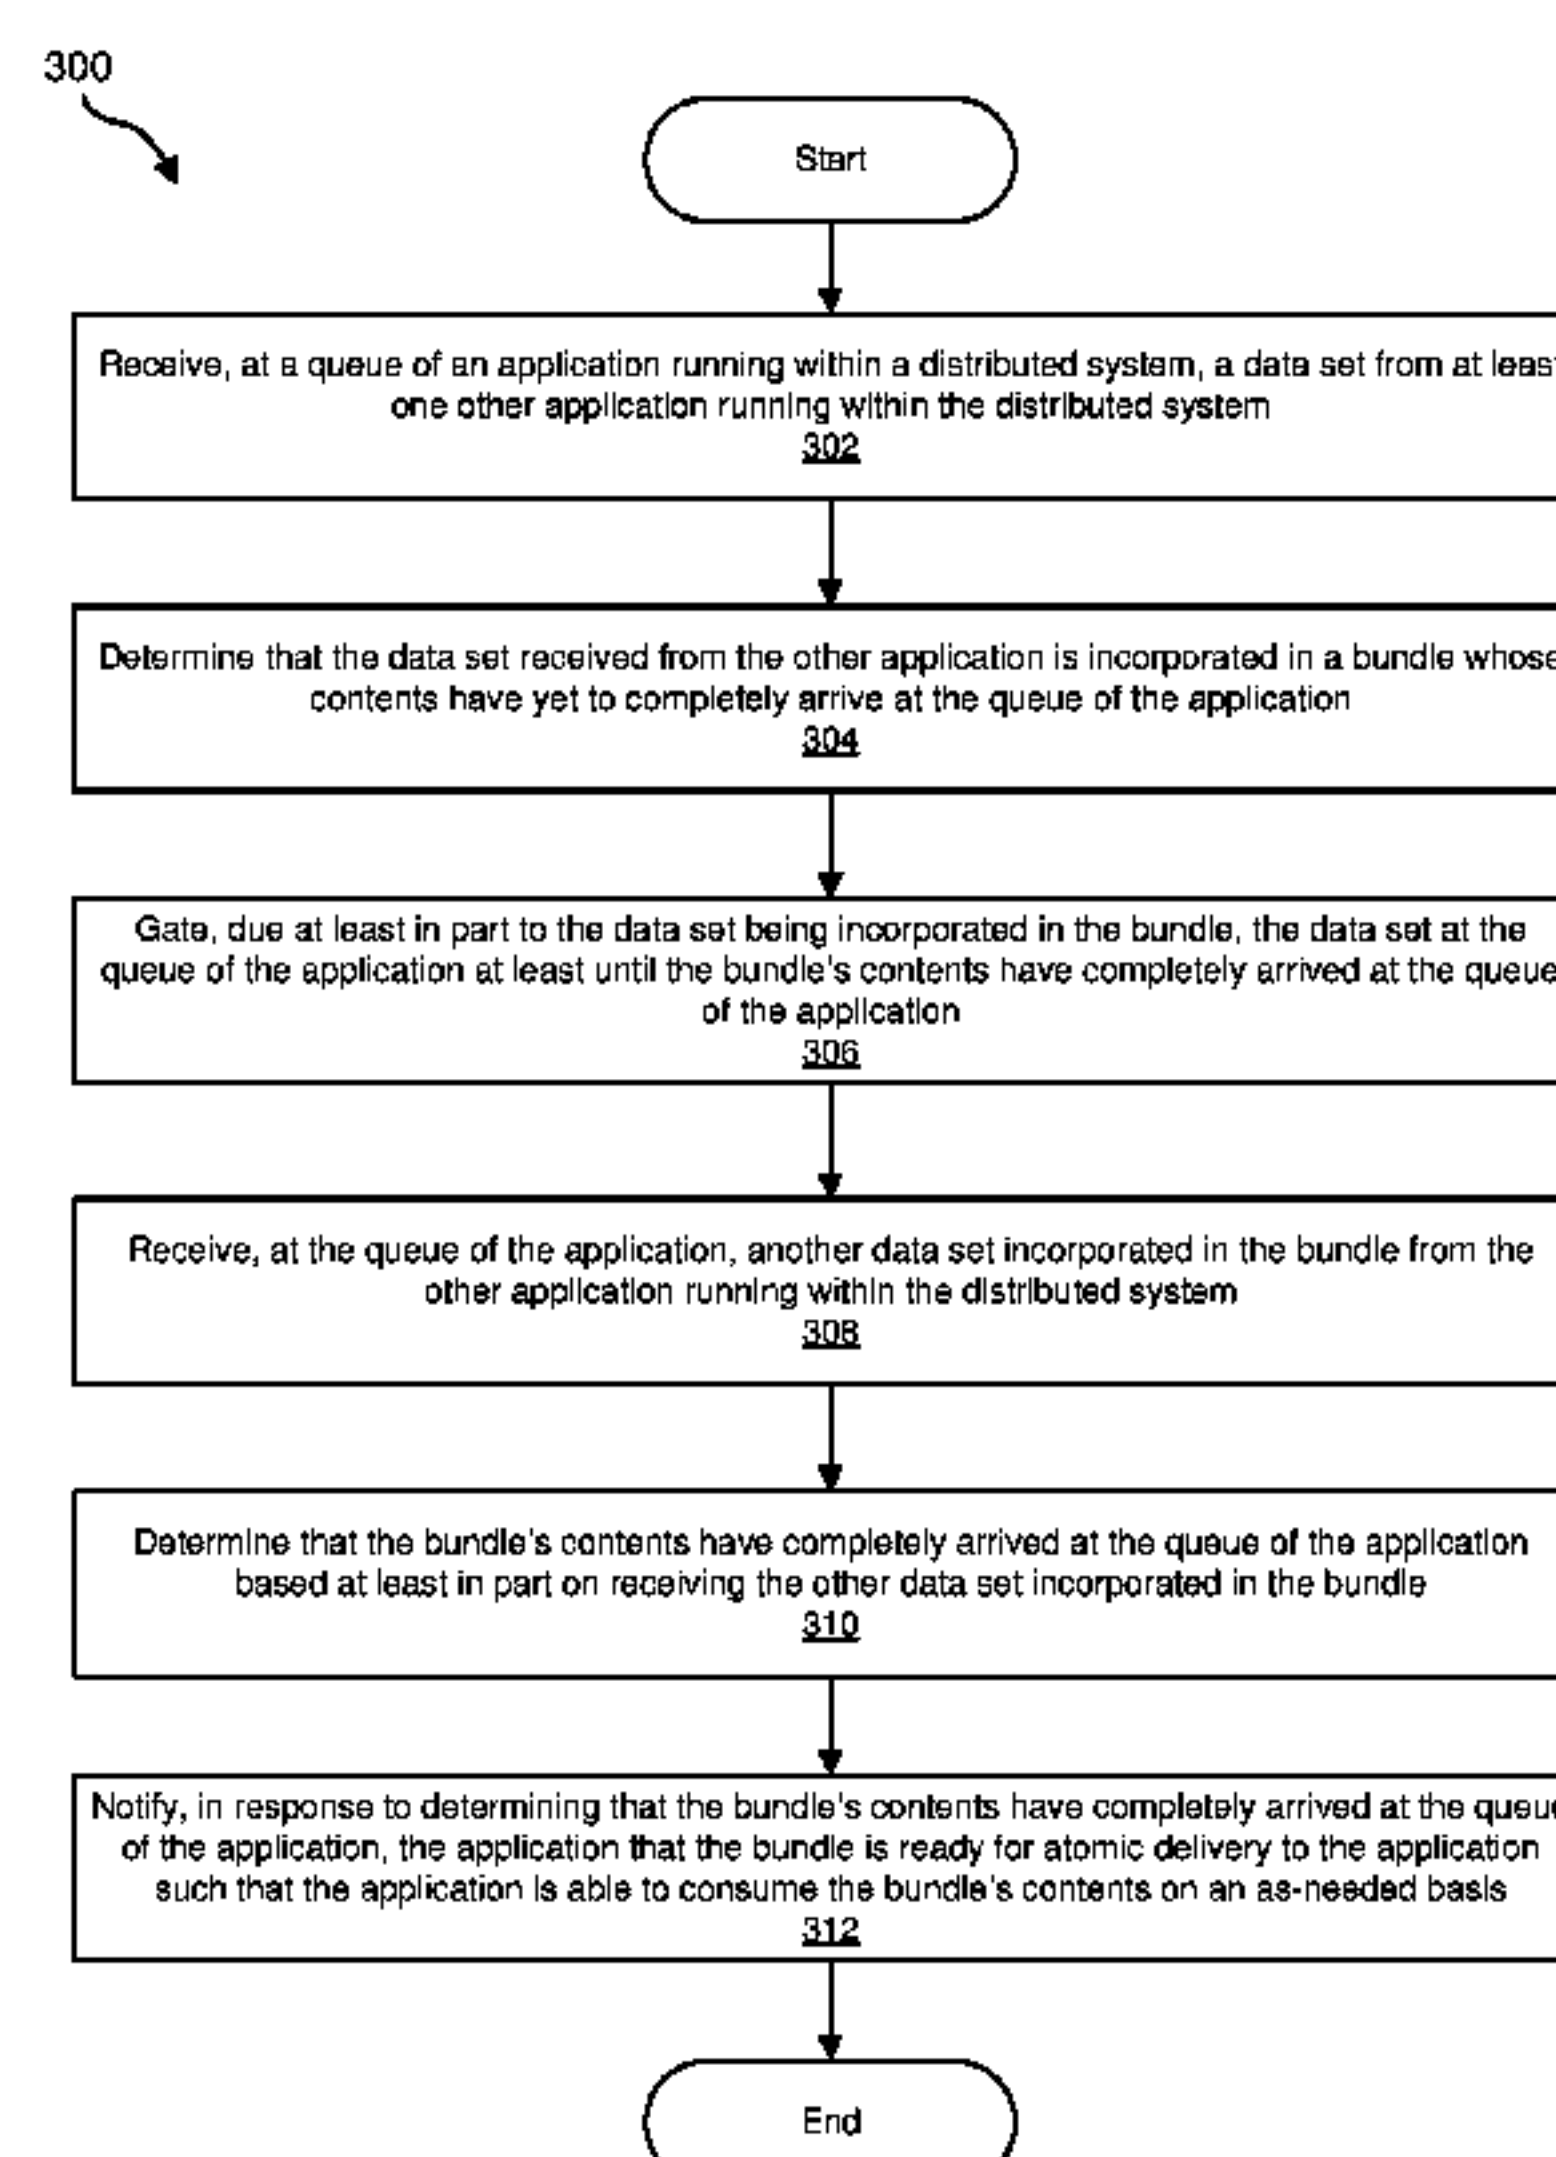 300
Start
Receive, at a queue of an application running within a distributed system, a data set from at least
one other application running within the distributed system
302
Determine that the data set received from the other application is incorporated in a bundle whose
contents have yet to completely arrive at the queue of the application
304
Gate, due at least in part to the data set being incorporated in the bundle, the data set at the
queue of the application at least until the bundle's contents have completely arrived at the queue
of the application
306
Receive, at the queue of the application, another data set incorporated in the bundle from the
other application running within the distributed system
308
Determine that the bundle's contents have completely arrived at the queue of the application
based at least in part on receiving the other data set incorporated in the bundle
310
Notify, in response to determining that the bundle's contents have completely arrived at the queue
of the application, the application that the bundle is ready for atomic delivery to the application
such that the application is able to consume the bundle's contents on an as-needed basis
312
End